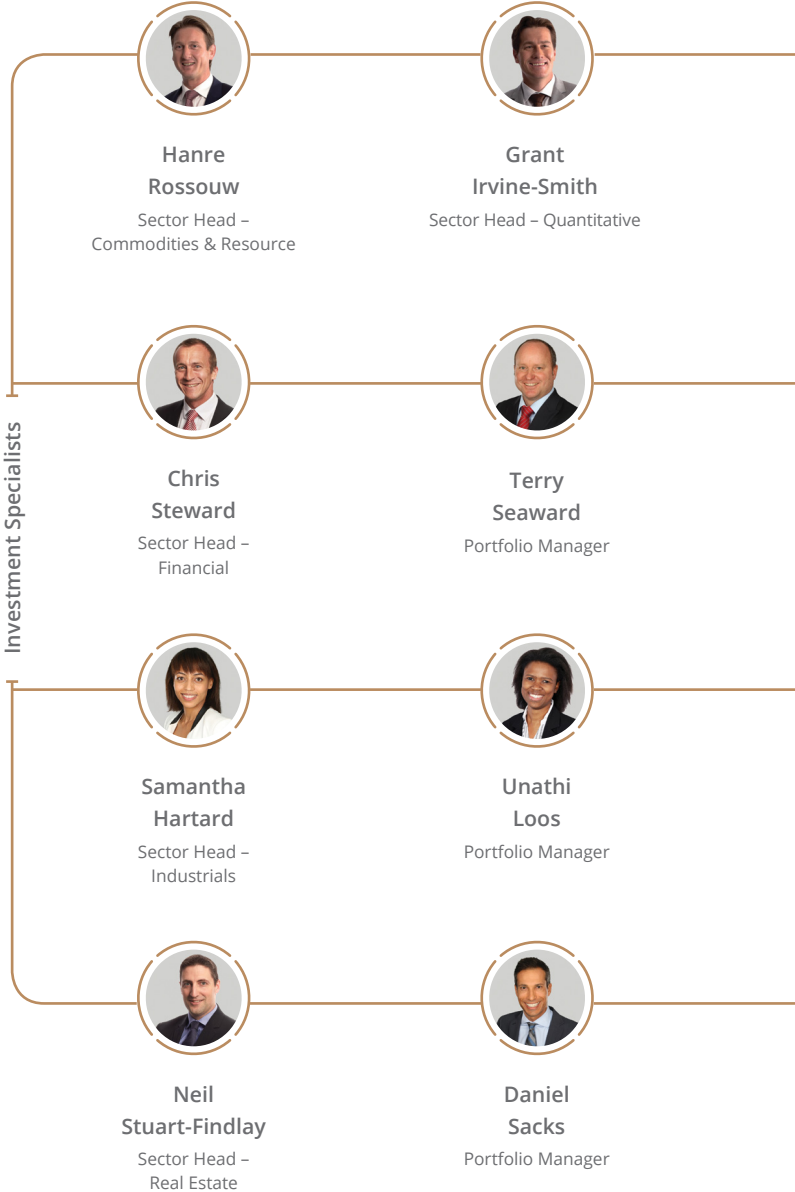 Investment Specialists
Hanre
Rossouw
Sector Head –
Commodities & Resource
Grant
Irvine-Smith
Sector Head – Quantitative
Chris
Steward
Sector Head –
Financial
Terry
Seaward
Portfolio Manager
Samantha
Hartard
Sector Head –
Industrials
Unathi
Loos
Portfolio Manager
Neil
Stuart-Findlay
Sector Head –
Real Estate
Daniel
Sacks
Portfolio Manager